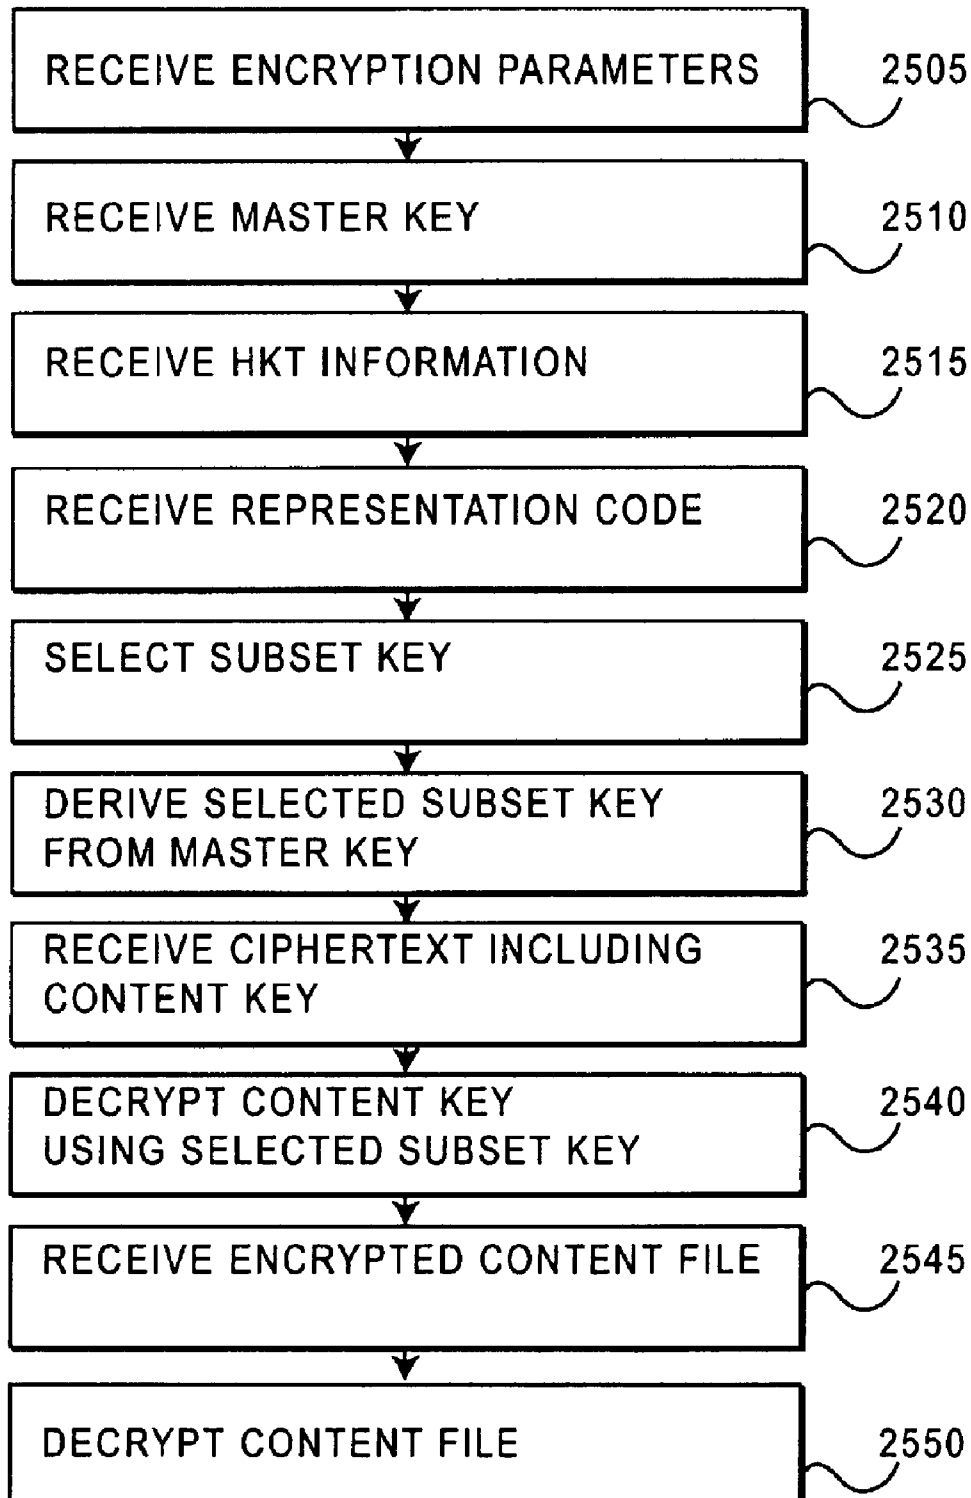 RECEIVE ENCRYPTION PARAMETERS
2505
RECEIVE MASTER KEY
2510
RECEIVE HKT INFORMATION
2515
RECEIVE REPRESENTATION CODE
2520
SELECT SUBSET KEY
2525
DERIVE SELECTED SUBSET KEY
FROM MASTER KEY
2530
RECEIVE CIPHERTEXT INCLUDING
CONTENT KEY
2535
DECRYPT CONTENT KEY
USING SELECTED SUBSET KEY
2540
RECEIVE ENCRYPTED CONTENT FILE
2545
DECRYPT CONTENT FILE
2550